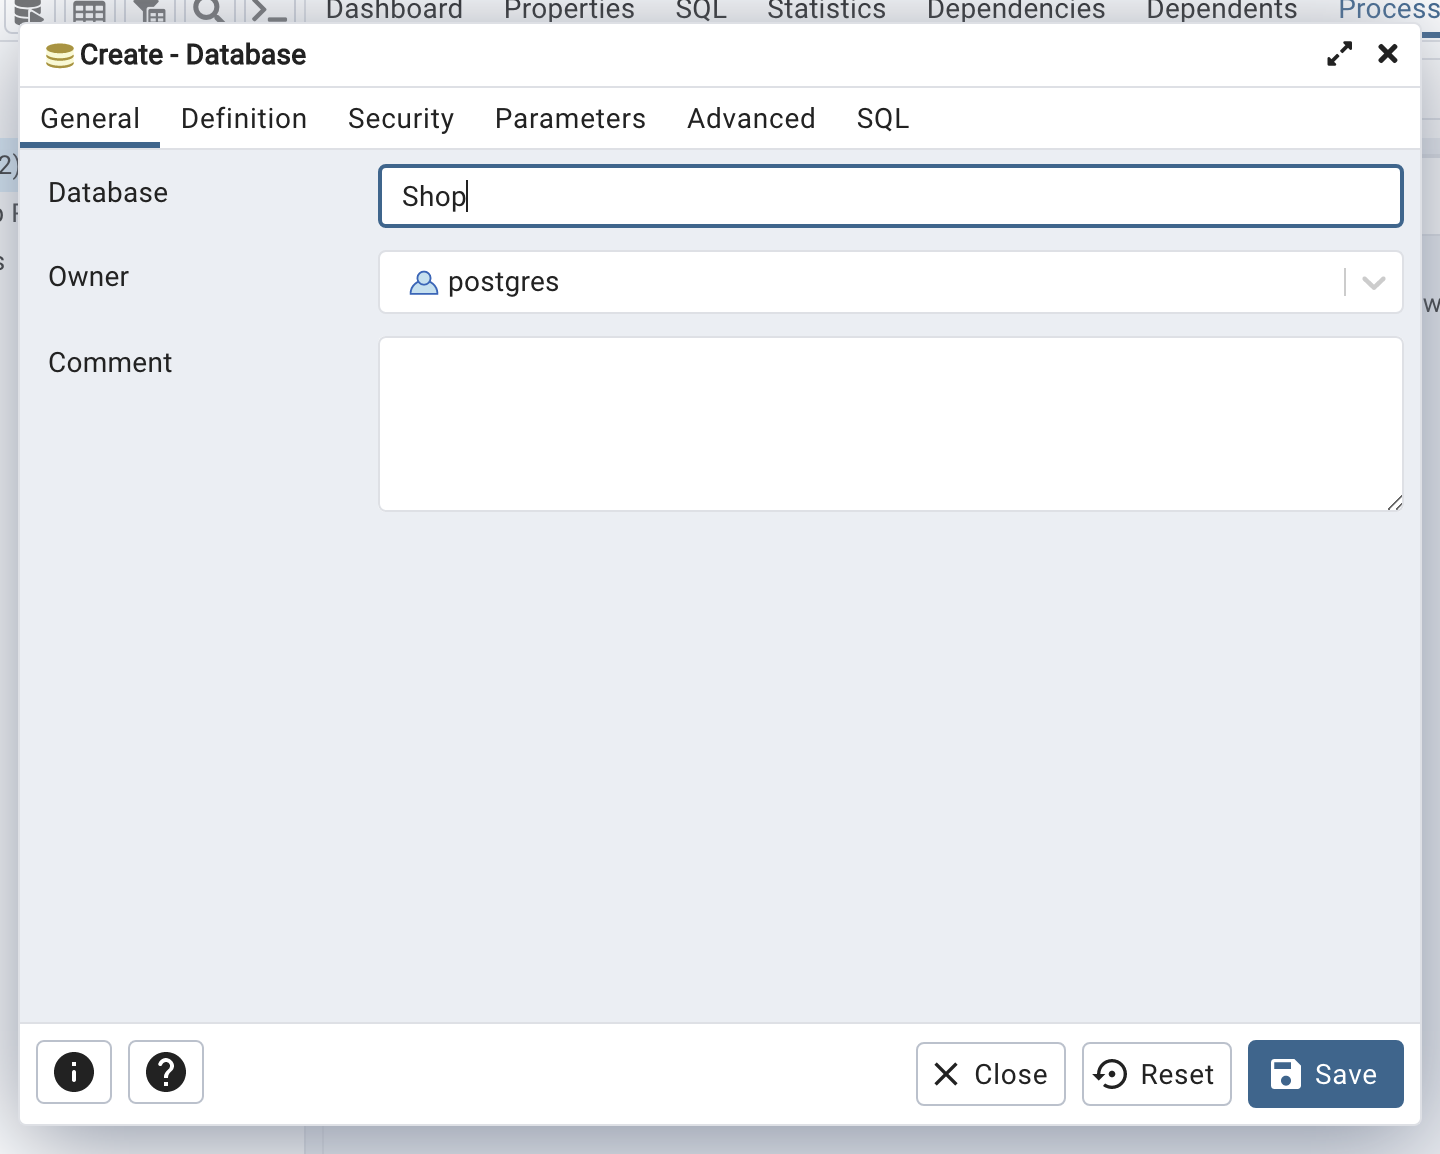 Dashboard Properties SQL Statistics Dependencies Dependents Process
Create - Database
General Definition Security Parameters Advanced SQL
2)
Database Shop
Owner postgres
Comment
Close Reset Save